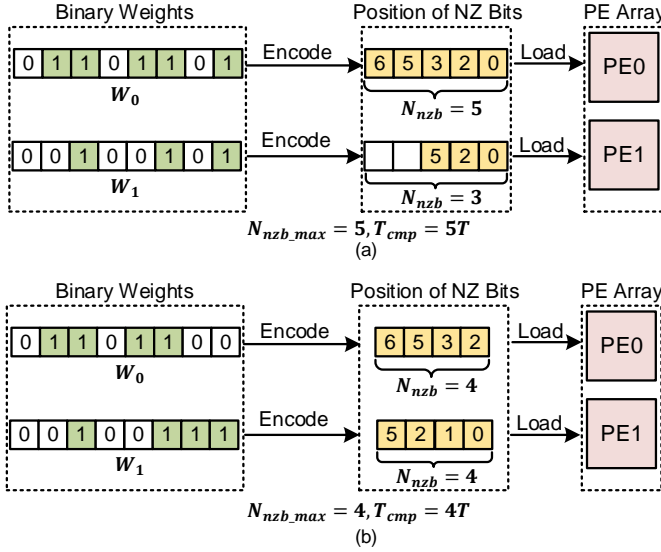 Binary Weights Position of NZ Bits PE Array
0 1 1 0 1 1 0 1 Encode 6 5 3 2 0 Load PE0
W0 Nnzb = 5
0 0 1 0 0 1 0 1 Encode 5 2 0 Load PE1
W1 Nnzb = 3
Nnzb_max = 5, Tcmp = 5T
(a)
Binary Weights Position of NZ Bits PE Array
0 1 1 0 1 1 0 0 Encode 6 5 3 2 Load PE0
W0 Nnzb = 4
0 0 1 0 0 1 1 1 Encode 5 2 1 0 Load PE1
W1 Nnzb = 4
Nnzb_max = 4, Tcmp = 4T
(b)